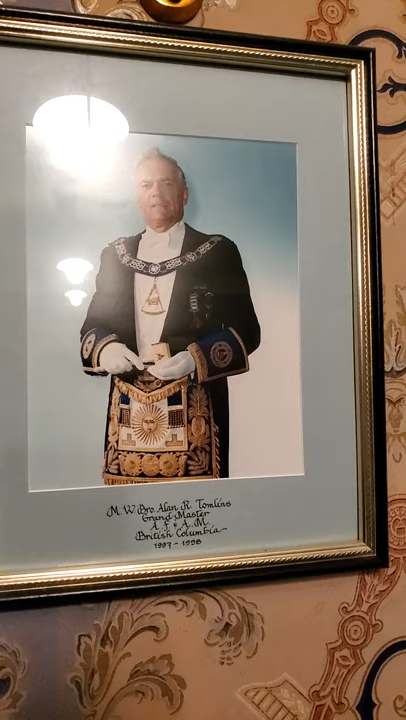 M. W. Bro. Alan R. Tomlins
Grand Master
A. F. & A. M.
British Columbia
1997 - 1998